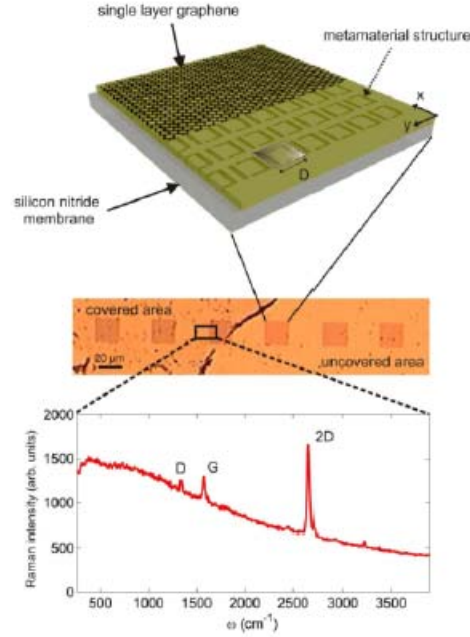 single layer graphene
metamaterial structure
x
y
D
silicon nitride
membrane
covered area
20 μm
uncovered area
2000
1500
1000
500
0
Raman intensity (arb. units)
D
G
2D
500
1000
1500
2000
2500
3000
3500
ω (cm⁻¹)